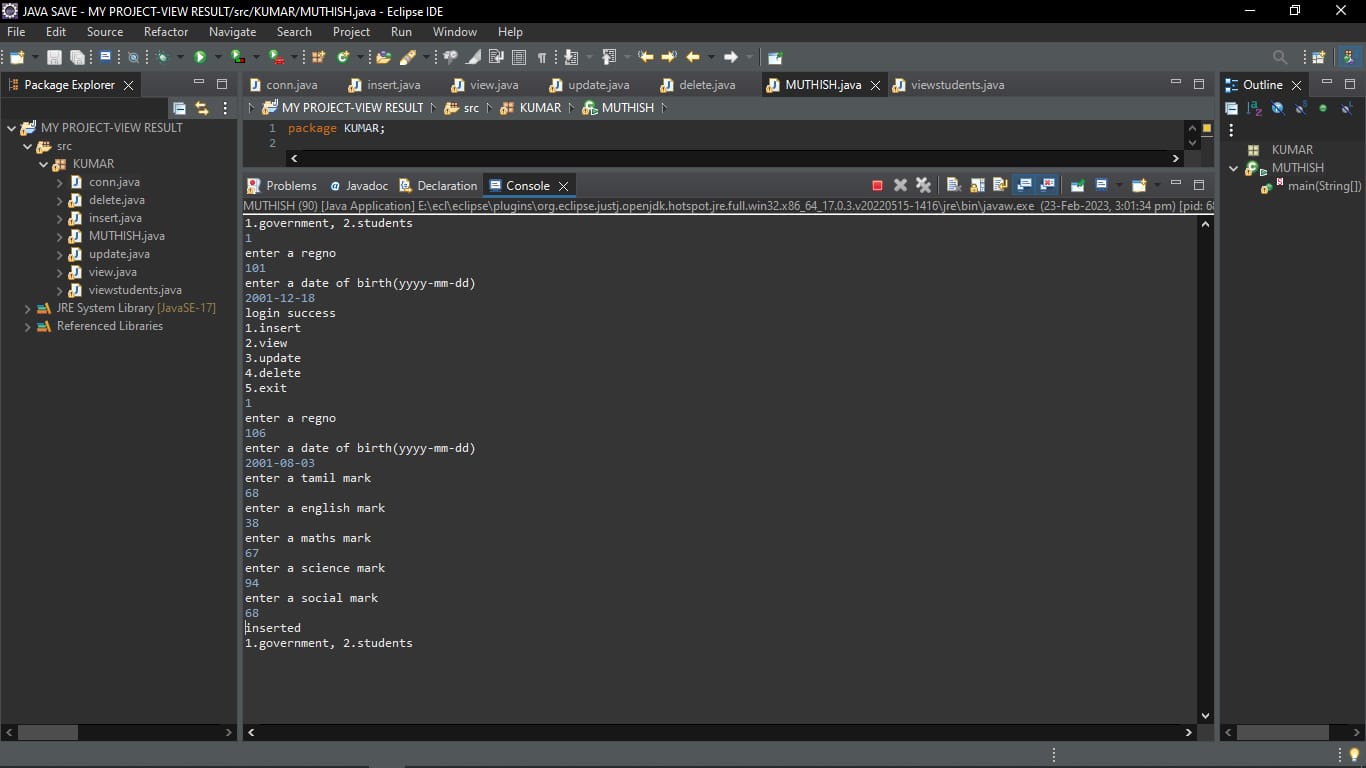 JAVA SAVE - MY PROJECT-VIEW RESULT/src/KUMAR/MUTHISH.java - Eclipse IDE
File Edit Source Refactor Navigate Search Project Run Window Help
Package Explorer
MY PROJECT-VIEW RESULT
src
KUMAR
conn.java
delete.java
insert.java
MUTHISH.java
update.java
view.java
viewstudents.java
JRE System Library [JavaSE-17]
Referenced Libraries
conn.java insert.java view.java update.java delete.java MUTHISH.java viewstudents.java
MY PROJECT-VIEW RESULT src KUMAR MUTHISH
1 package KUMAR;
2
Problems Javadoc Declaration Console
MUTHISH (90) [Java Application] E:\ecl\eclipse\plugins\org.eclipse.justj.openjdk.hotspot.jre.full.win32.x86_64_17.0.3.v20220515-1416\jre\bin\javaw.exe (23-Feb-2023, 3:01:34 pm) [pid:
1.government, 2.students
1
enter a regno
101
enter a date of birth(yyyy-mm-dd)
2001-12-18
login success
1.insert
2.view
3.update
4.delete
5.exit
1
enter a regno
106
enter a date of birth(yyyy-mm-dd)
2001-08-03
enter a tamil mark
68
enter a english mark
38
enter a maths mark
67
enter a science mark
94
enter a social mark
68
inserted
1.government, 2.students
Outline
KUMAR
MUTHISH
main(String[])